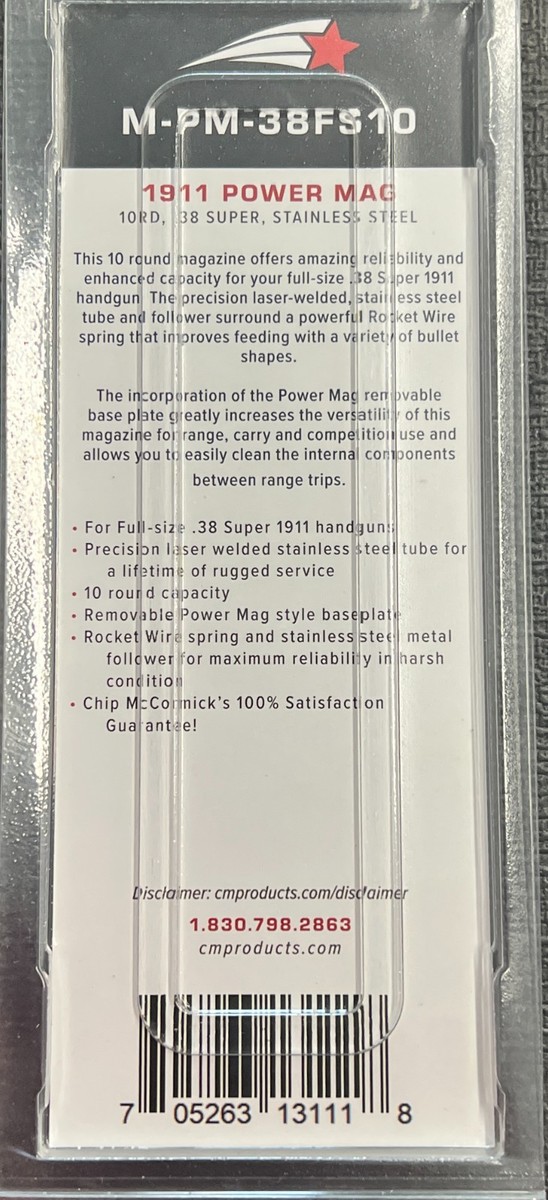 M-PM-38FS10
1911 POWER MAG
10RD, .38 SUPER, STAINLESS STEEL
This 10 round magazine offers amazing reliability and
enhanced capacity for your full-size .38 Super 1911
handgun. The precision laser-welded, stainless steel
tube and follower surround a powerful Rocket Wire
spring that improves feeding with a variety of bullet
shapes.
The incorporation of the Power Mag removable
base plate greatly increases the versatility of this
magazine for range, carry and competition use and
allows you to easily clean the internal components
between range trips.
• For Full-size .38 Super 1911 handguns
• Precision laser welded stainless steel tube for
a lifetime of rugged service
• 10 round capacity
• Removable Power Mag style baseplate
• Rocket Wire spring and stainless steel metal
follower for maximum reliability in harsh
condition
• Chip McCormick's 100% Satisfaction
Guarantee!
Disclaimer: cmproducts.com/disclaimer
1.830.798.2863
cmproducts.com
7 05263 13111 8